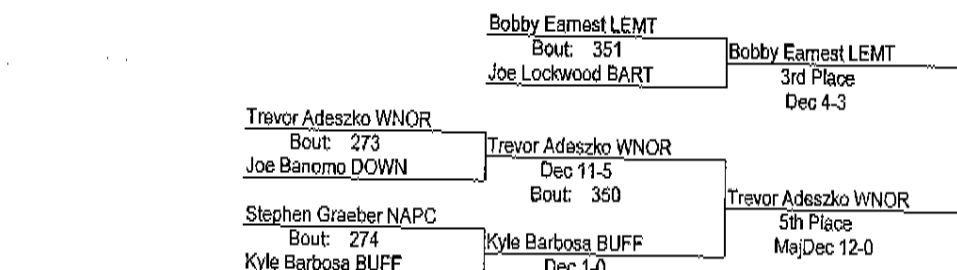 Bobby Earnest LEMT
Bout: 351
Joe Lockwood BART
Bobby Earnest LEMT
3rd Place
Dec 4-3
Trevor Adeszko WNOR
Bout: 273
Joe Banomo DOWN
Trevor Adeszko WNOR
Dec 11-5
Bout: 350
Stephen Graeber NAPC
Bout: 274
Kyle Barbosa BUFF
Kyle Barbosa BUFF
Dec 1-0
Trevor Adeszko WNOR
5th Place
MajDec 12-0